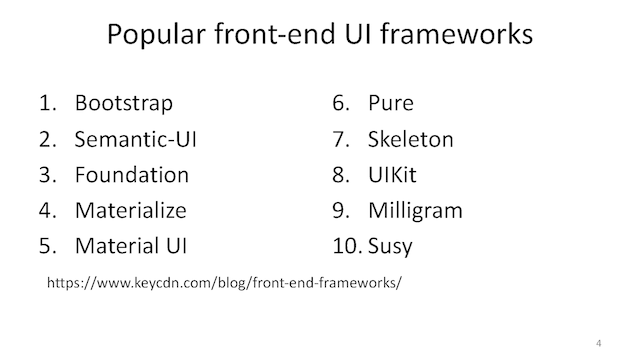 Popular front-end UI frameworks
1. Bootstrap
2. Semantic-UI
3. Foundation
4. Materialize
5. Material UI
6. Pure
7. Skeleton
8. UIKit
9. Milligram
10. Susy
https://www.keycdn.com/blog/front-end-frameworks/
4